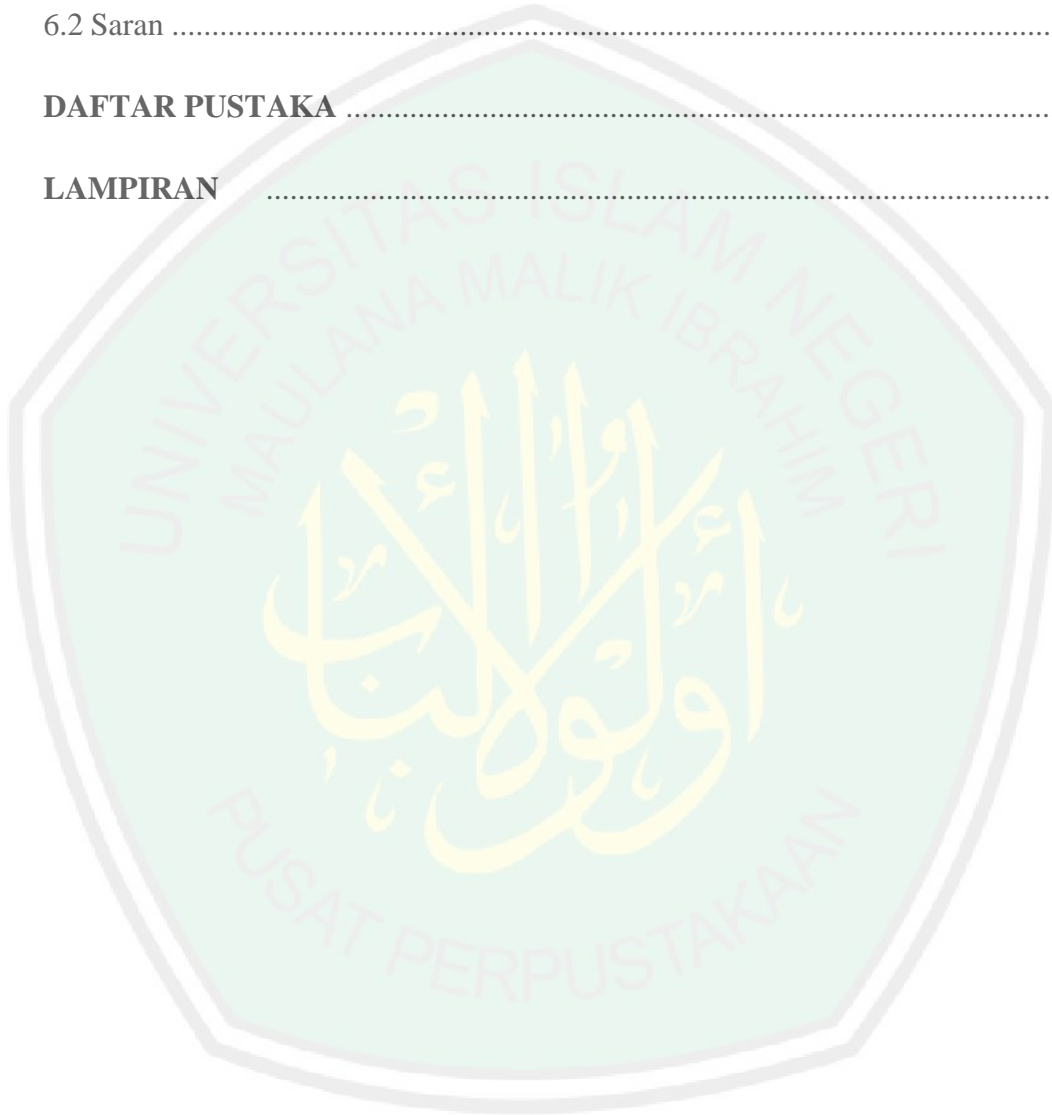 6.2 Saran ................................................................................................................
DAFTAR PUSTAKA ..........................................................................................
LAMPIRAN ....................................................................................................
UNIVERSITAS ISLAM NEGERI
MAULANA MALIK IBRAHIM
أولوا الألباب
PUSAT PERPUSTAKAAN